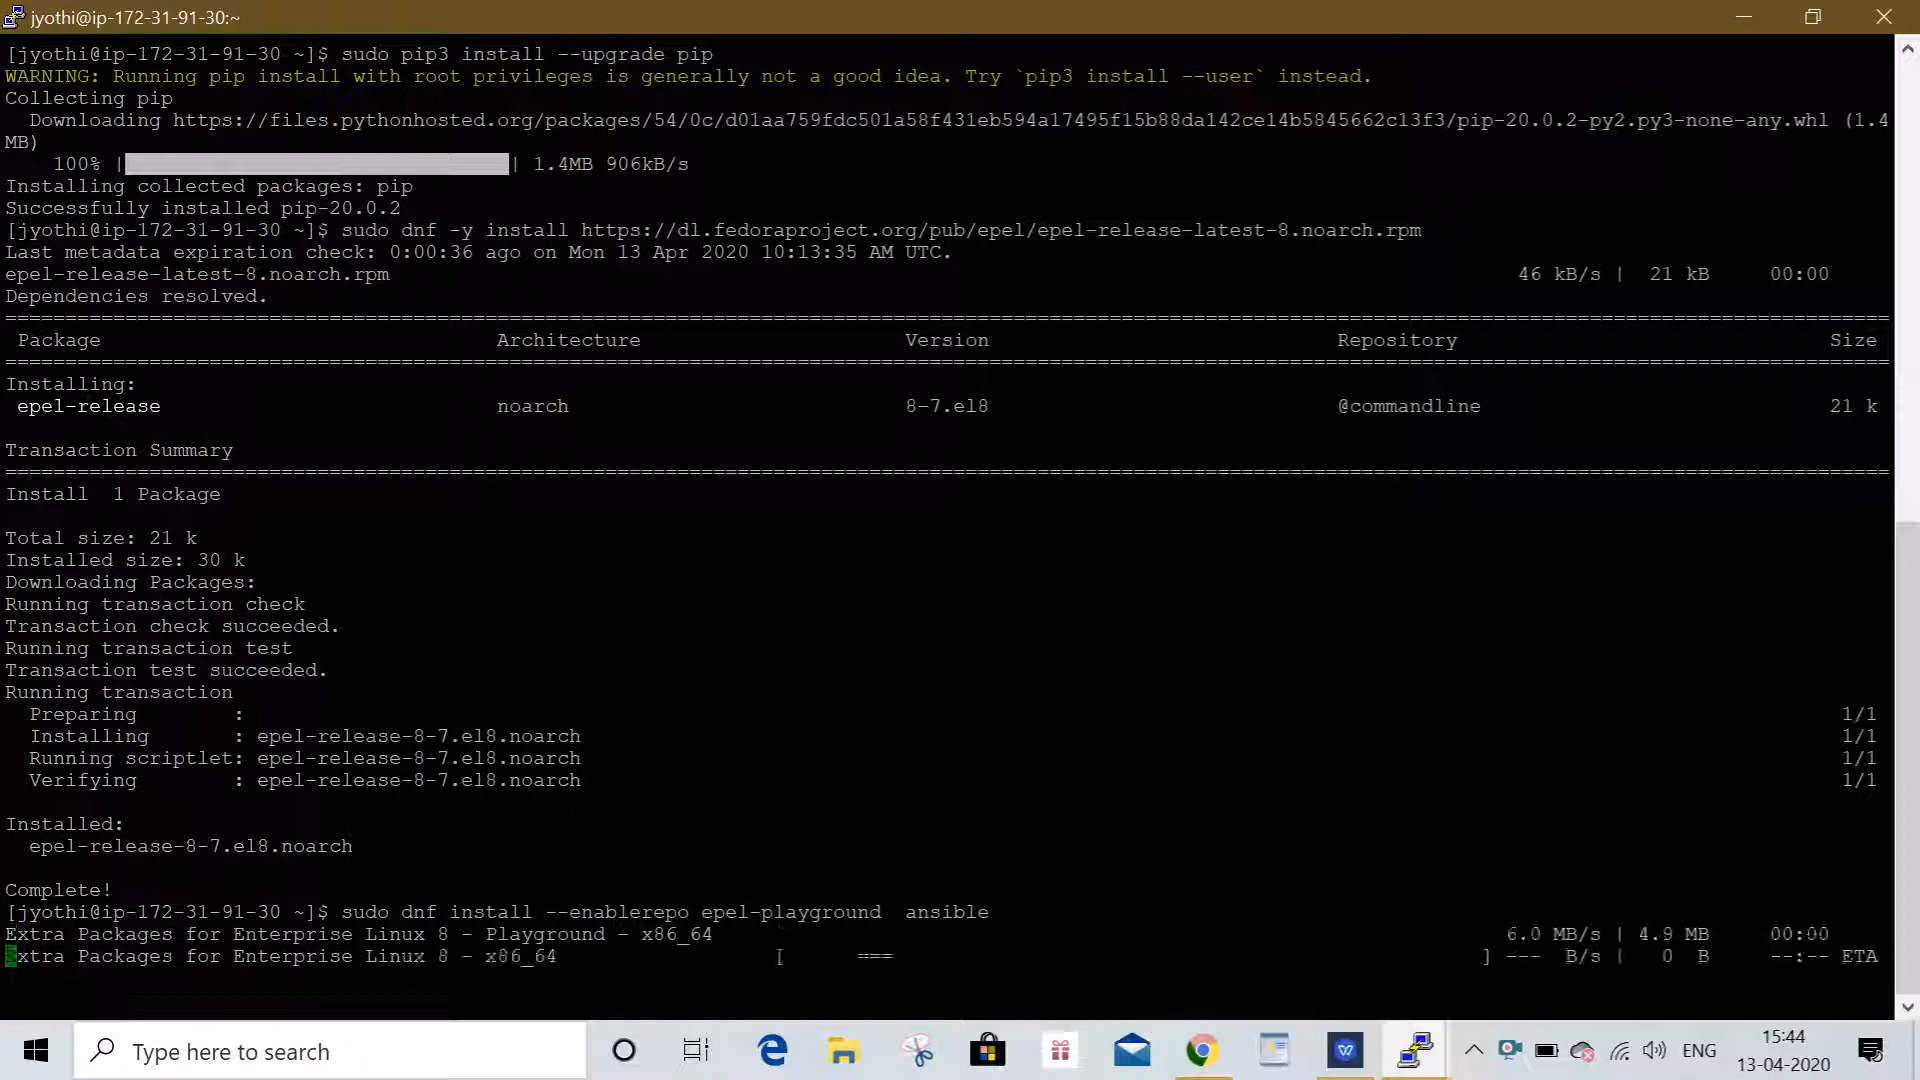 jyothi@ip-172-31-91-30:~
[jyothi@ip-172-31-91-30 ~]$ sudo pip3 install --upgrade pip
WARNING: Running pip install with root privileges is generally not a good idea. Try `pip3 install --user` instead.
Collecting pip
Downloading https://files.pythonhosted.org/packages/54/0c/d01aa759fdc501a58f431eb594a17495f15b88da142ce14b5845662c13f3/pip-20.0.2-py2.py3-none-any.whl (1.4
MB)
100% | | 1.4MB 906kB/s
Installing collected packages: pip
Successfully installed pip-20.0.2
[jyothi@ip-172-31-91-30 ~]$ sudo dnf -y install https://dl.fedoraproject.org/pub/epel/epel-release-latest-8.noarch.rpm
Last metadata expiration check: 0:00:36 ago on Mon 13 Apr 2020 10:13:35 AM UTC.
epel-release-latest-8.noarch.rpm 46 kB/s | 21 kB 00:00
Dependencies resolved.
Package Architecture Version Repository Size
Installing:
epel-release noarch 8-7.el8 @commandline 21 k
Transaction Summary
Install 1 Package
Total size: 21 k
Installed size: 30 k
Downloading Packages:
Running transaction check
Transaction check succeeded.
Running transaction test
Transaction test succeeded.
Running transaction
Preparing : 1/1
Installing : epel-release-8-7.el8.noarch 1/1
Running scriptlet: epel-release-8-7.el8.noarch 1/1
Verifying : epel-release-8-7.el8.noarch 1/1
Installed:
epel-release-8-7.el8.noarch
Complete!
[jyothi@ip-172-31-91-30 ~]$ sudo dnf install --enablerepo epel-playground  ansible
Extra Packages for Enterprise Linux 8 - Playground - x86_64 6.0 MB/s | 4.9 MB 00:00
Extra Packages for Enterprise Linux 8 - x86_64 [ === ] --- B/s | 0 B --:-- ETA
Type here to search
ENG
15:44
13-04-2020